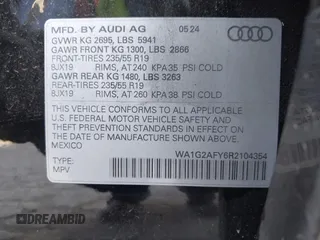 MFD. BY AUDI AG 05 24
GVWR KG 2695, LBS 5941
GAWR FRONT KG 1300, LBS 2866
FRONT-TIRES 235/55 R19
8JX19 RIMS, AT 240 KPA 35 PSI COLD
GAWR REAR KG 1480, LBS 3263
REAR-TIRES 235/55 R19
8JX19 RIMS, AT 260 KPA 38 PSI COLD
THIS VEHICLE CONFORMS TO ALL APPLICABLE
U.S. FEDERAL MOTOR VEHICLE SAFETY
STANDARDS AND THEFT PREVENTION
STANDARDS IN EFFECT ON THE
DATE OF MANUFACTURE SHOWN ABOVE.
MEXICO
TYPE: WA1G2AFY6R2104354
MPV
DREAMBID